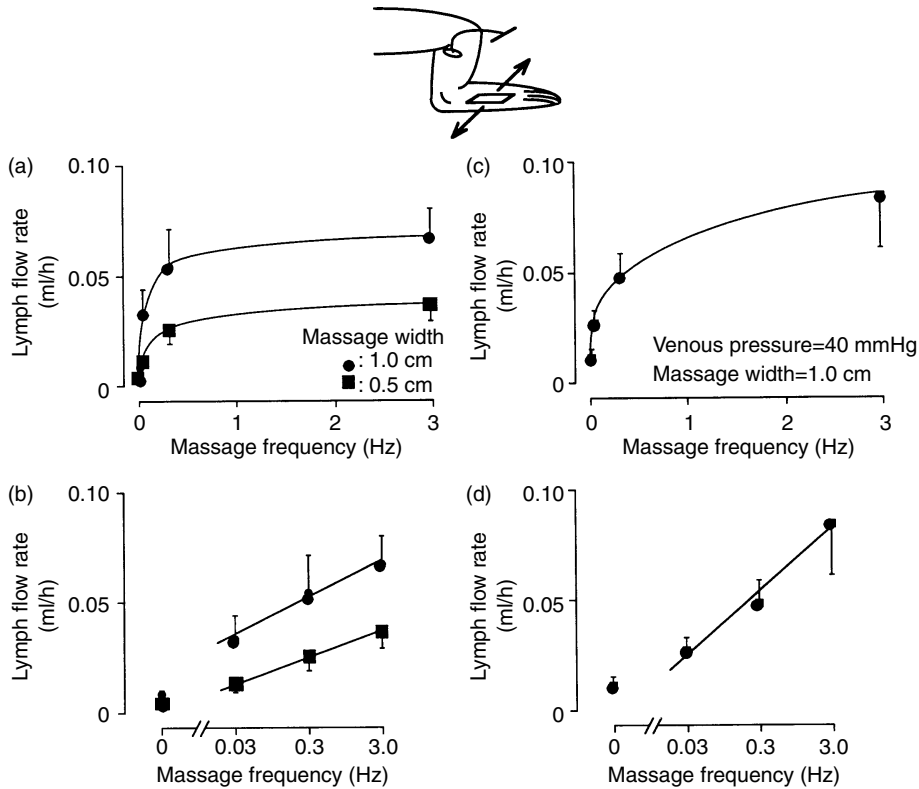 (a)
Lymph flow rate
(ml/h)
0.10
0.05
0
Massage width
: 1.0 cm
: 0.5 cm
0 1 2 3
Massage frequency (Hz)
(c)
Lymph flow rate
(ml/h)
0.10
0.05
0
Venous pressure=40 mmHg
Massage width=1.0 cm
0 1 2 3
Massage frequency (Hz)
(b)
Lymph flow rate
(ml/h)
0.10
0.05
0
0 0.03 0.3 3.0
Massage frequency (Hz)
(d)
Lymph flow rate
(ml/h)
0.10
0.05
0
0 0.03 0.3 3.0
Massage frequency (Hz)